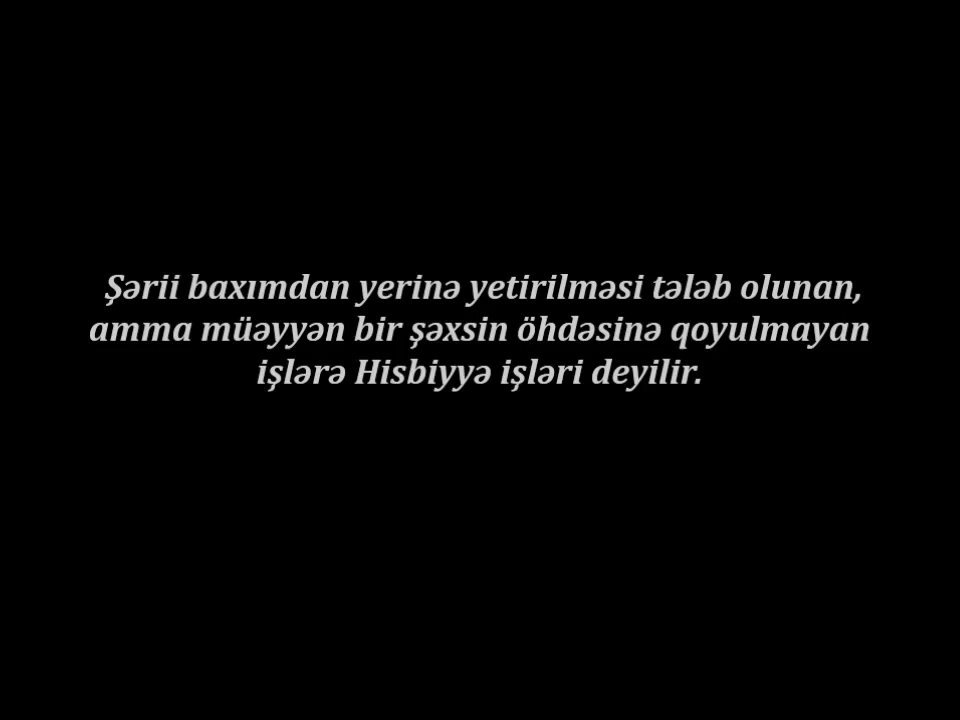 Şərii baxımdan yerinə yetirilməsi tələb olunan,
amma müəyyən bir şəxsin öhdəsinə qoyulmayan
işlərə Hisbiyyə işləri deyilir.